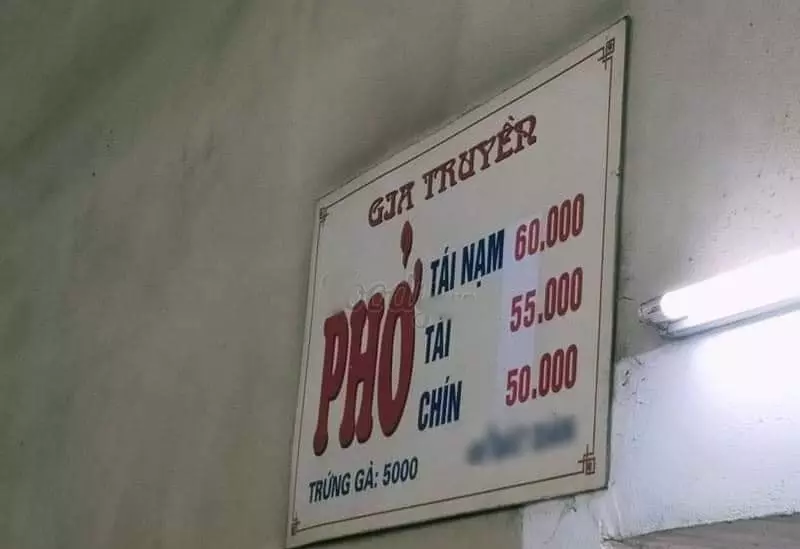 GIA TRUYỀN
PHỞ
TÁI NẠM 60.000
TÁI 55.000
CHÍN 50.000
TRỨNG GÀ: 5000